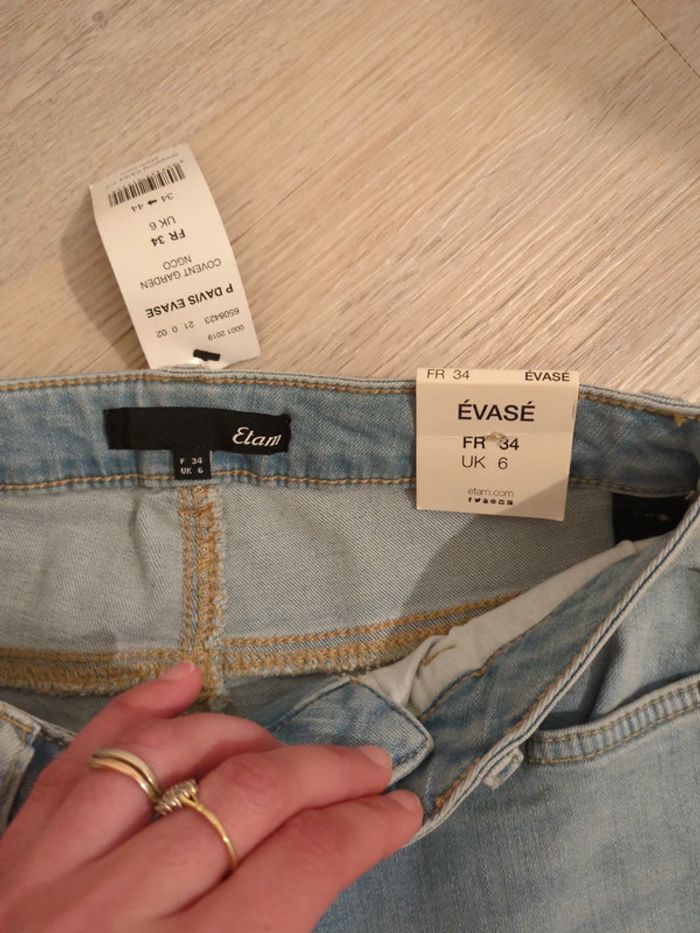 0001 2019
6508423 21 0 02
P DAVIS EVASE
COVENT GARDEN
NGCO
FR 34
UK 6
34 → 44
Etam
F 34
UK 6
FR 34 ÉVASÉ
ÉVASÉ
FR 34
UK 6
etam.com